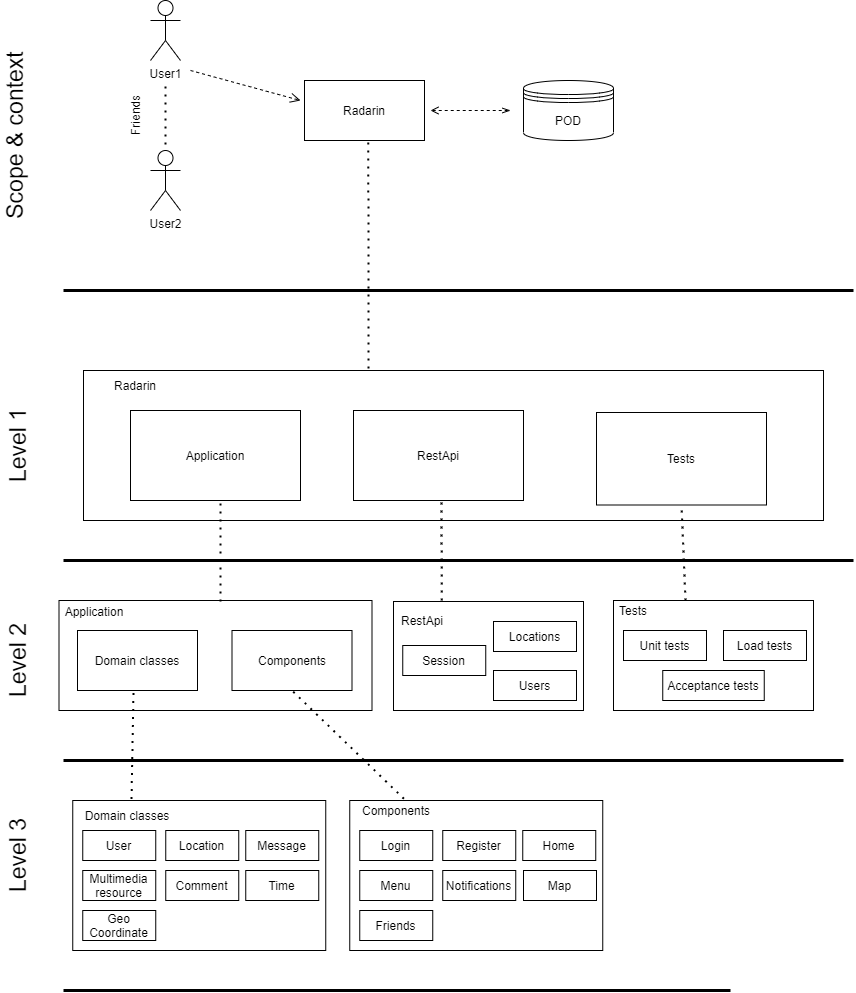 Scope & context
User1
Friends
User2
Radarin
POD
Level 1
Radarin
Application
RestApi
Tests
Level 2
Application
Domain classes
Components
RestApi
Session
Locations
Users
Tests
Unit tests
Load tests
Acceptance tests
Level 3
Domain classes
User
Location
Message
Multimedia
resource
Comment
Time
Geo
Coordinate
Components
Login
Register
Home
Menu
Notifications
Map
Friends